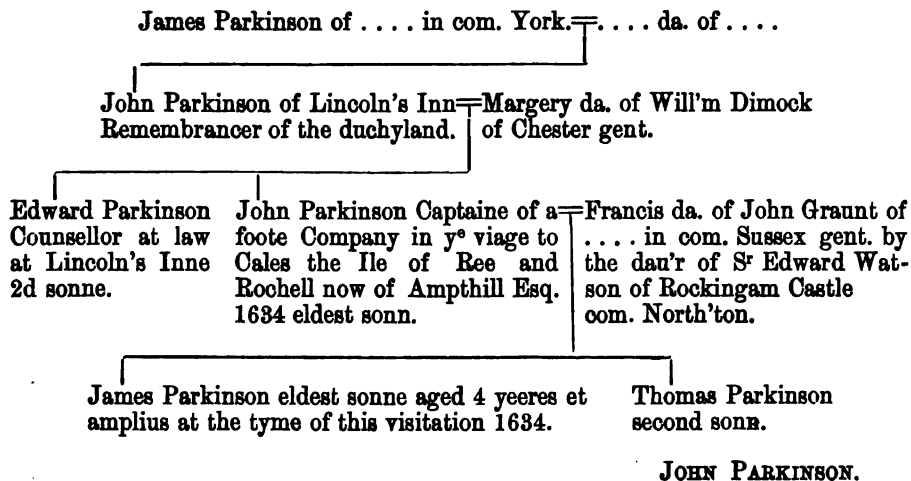 James Parkinson of . . . . in com. York.=. . . . da. of . . . .
John Parkinson of Lincoln's Inn=Margery da. of Will'm Dimock
Remembrancer of the duchyland. of Chester gent.
Edward Parkinson
Counsellor at law
at Lincoln's Inne
2d sonne.
John Parkinson Captaine of a=Francis da. of John Graunt of
foote Company in yᵉ viage to
Cales the Ile of Ree and
Rochell now of Ampthill Esq.
1634 eldest sonn.
. . . . in com. Sussex gent. by
the dau'r of Sʳ Edward Wat-
son of Rockingam Castle
com. North'ton.
James Parkinson eldest sonne aged 4 yeeres et
amplius at the tyme of this visitation 1634.
Thomas Parkinson
second sonn.
JOHN PARKINSON.